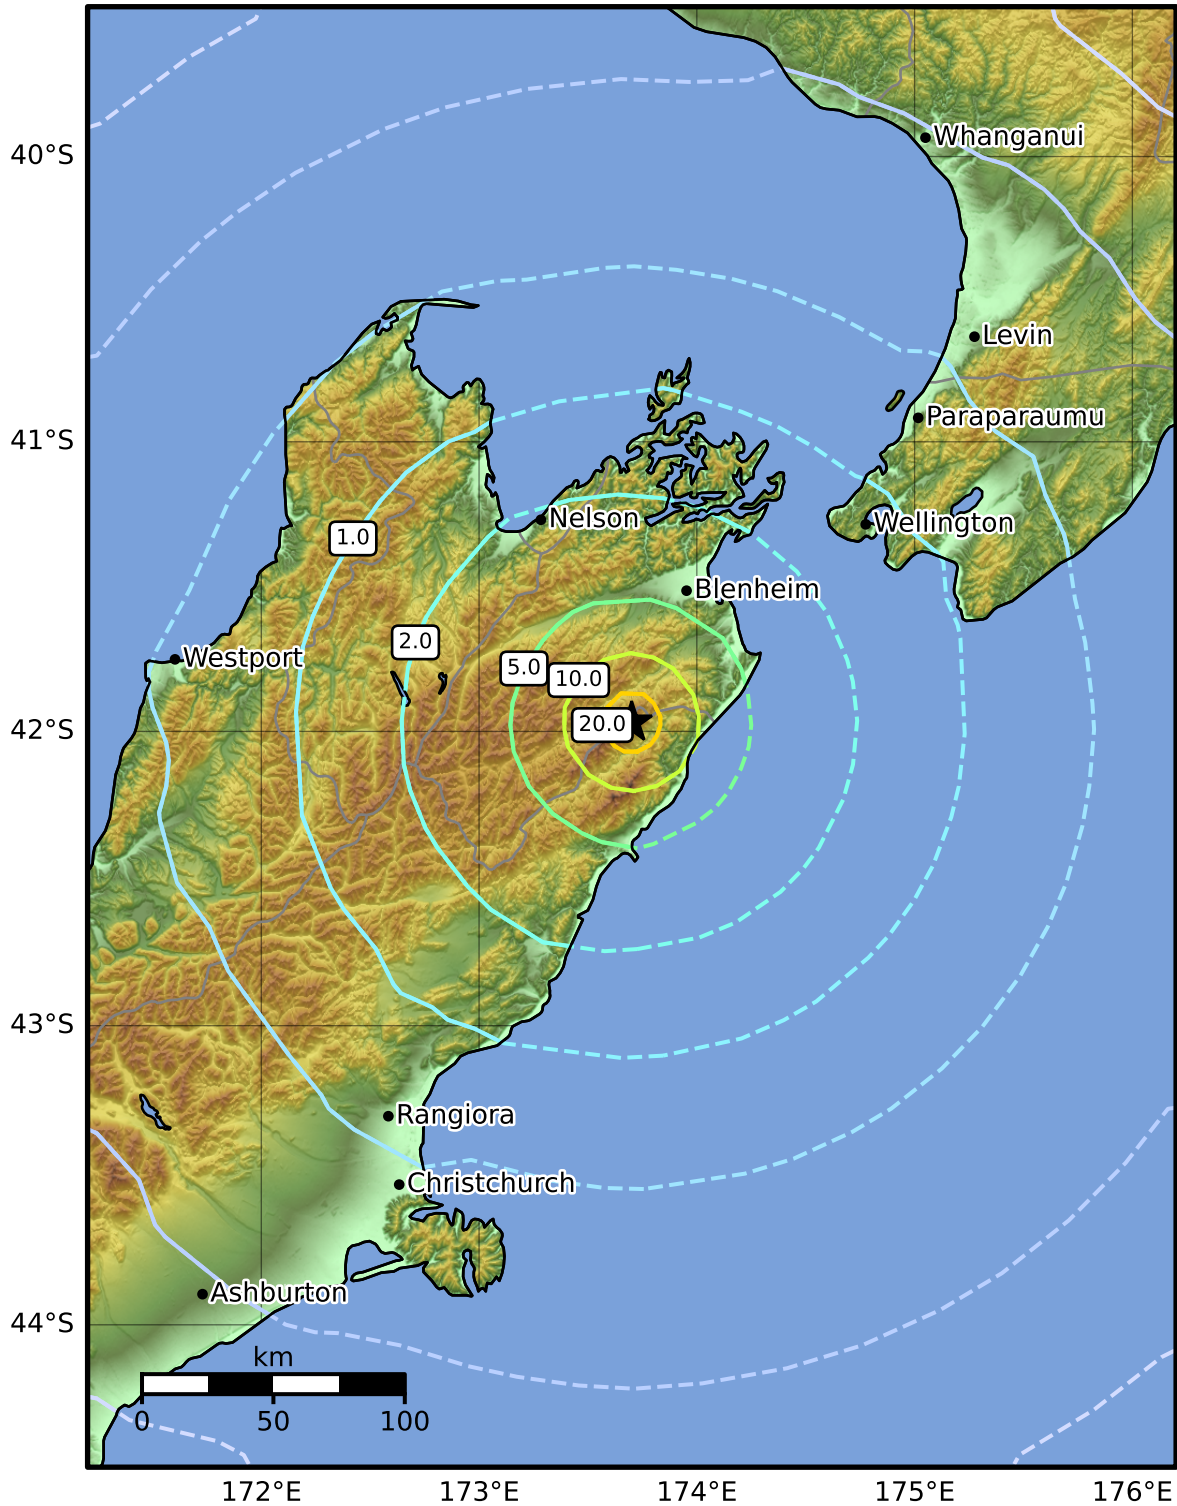 40°S
Whanganui
Levin
Paraparaumu
41°S
Nelson
Wellington
1.0
Blenheim
2.0
Westport
5.0
10.0
20.0
42°S
43°S
Rangiora
Christchurch
Ashburton
44°S
km
0 50 100
172°E 173°E 174°E 175°E 176°E